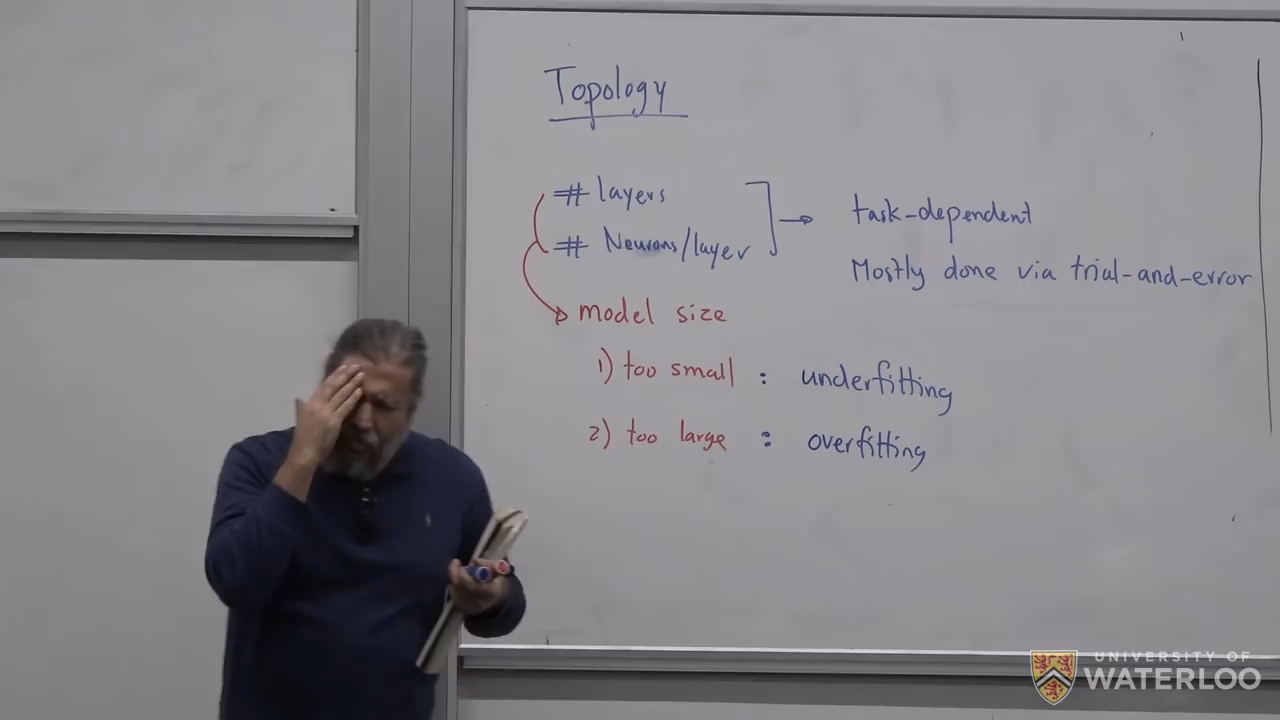 Topology
# layers
# Neurons/layer
task-dependent
Mostly done via trial-and-error
model size
1) too small : underfitting
2) too large : overfitting
UNIVERSITY OF
WATERLOO